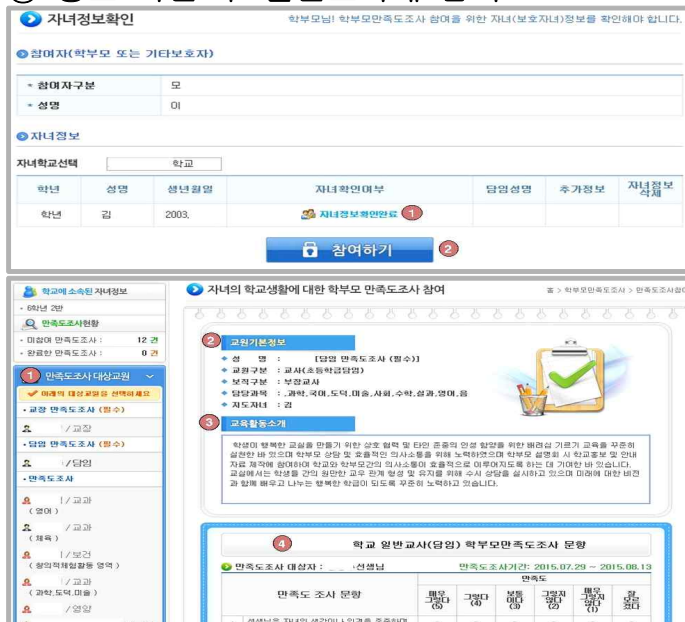 자녀정보확인
학부모님! 학부모만족도조사 참여를 위한 자녀(보호자녀)정보를 확인해야 합니다.
참여자(학부모 또는 기타보호자)
참여자구분 모
성명 이
자녀정보
자녀학교선택 학교
학년 성명 생년월일 자녀확인여부 담임성명 추가정보 자녀정보삭제
학년 김 2003. 자녀정보확인완료 1
참여하기 2
학교에 소속된 자녀정보
- 6학년 2반
만족도조사현황
- 미참여 만족도조사 : 12 건
- 완료한 만족도조사 : 0 건
1 만족도조사 대상교원
아래의 대상교원을 선택하세요
교장 만족도조사 (필수)
/ 교장
담임 만족도조사 (필수)
/ 담임
만족도조사
/ 교과
( 영어 )
/ 교과
( 체육 )
/ 보건
( 창의적체험활동 영역 )
/ 교과
( 과학,도덕,미술 )
/ 영양
자녀의 학교생활에 대한 학부모 만족도조사 참여
홈 > 학부모만족도조사 > 만족도조사참여
2 교원기본정보
성 명 : [담임 만족도조사 (필수)]
교원구분 : 교사(초등학급담임)
보직구분 : 부장교사
담당과목 : ,과학,국어,도덕,미술,사회,수학,실과,영어,음
지도자녀 : 김
3 교육활동소개
학생이 행복한 교실을 만들기 위한 상호 협력 및 타인 존중의 인성 함양을 위한 배려심 기르기 교육을 꾸준히
실천한 바 있으며 학부모 상담 및 효율적인 의사소통을 위해 노력하였으며 학부모 설명회 시 학교홍보 및 안내
자료 제작에 참여하여 학교와 학부모간의 의사소통이 효율적으로 이루어지도록 하는 데 기여한 바 있습니다.
교실에서는 학생들 간의 원만한 교우 관계 형성 및 유지를 위해 수시 상담을 실시하고 있으며 미래에 대한 비전
과 함께 배우고 나누는 행복한 학급이 되도록 꾸준히 노력하고 있습니다.
4 학교 일반교사(담임) 학부모만족도조사 문항
만족도조사 대상자 : 선생님 만족도조사기간: 2015.07.29 ~ 2015.08.13
만족도 조사 문항
만족도
매우 그렇다 (5) 그렇다 (4) 보통 이다 (3) 그렇지 않다 (2) 매우 그렇지 않다 (1) 잘 모르겠다